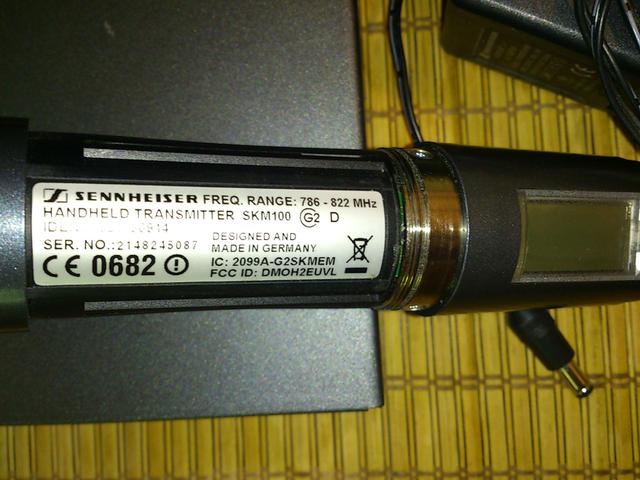 SENNHEISER FREQ. RANGE: 786 - 822 MHz
HANDHELD TRANSMITTER SKM100 G2 D
SER. NO.: 2148245087
DESIGNED AND
MADE IN GERMANY
CE 0682
IC: 2099A-G2SKMEM
FCC ID: DMOH2EUVL